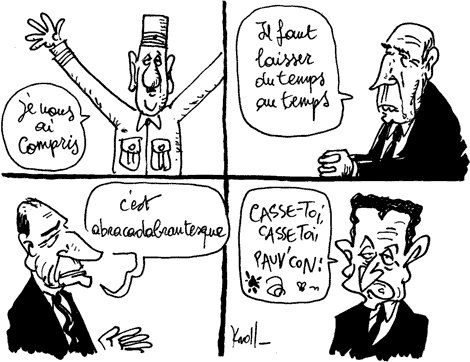 Je vous
ai
compris
Il faut
laisser
du temps
au temps
c'est
abracadabrantesque
CASSE-TOI,
CASSE TOI
PAUV'CON!
Kroll_